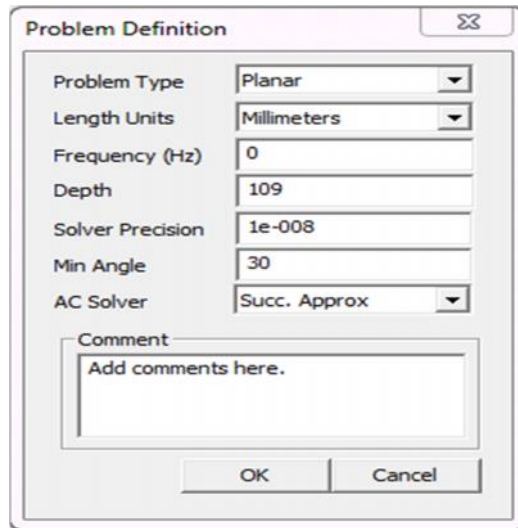 Problem Definition
Problem Type Planar
Length Units Millimeters
Frequency (Hz) 0
Depth 109
Solver Precision 1e-008
Min Angle 30
AC Solver Succ. Approx
Comment
Add comments here.
OK Cancel